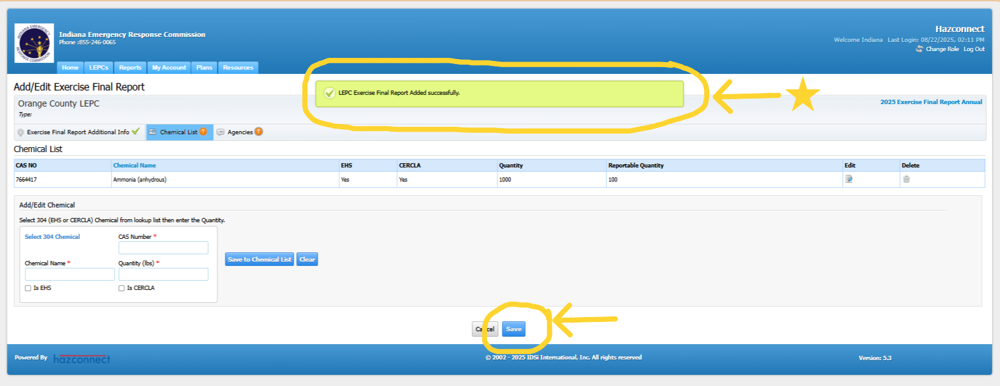 Indiana Emergency Response Commission
Phone :855-246-0065
Hazconnect
Welcome Indiana Last Login: 08/22/2025, 02:11 PM
Change Role Log Out
Home LEPCs Reports My Account Plans Resources
Add/Edit Exercise Final Report
LEPC Exercise Final Report Added successfully.
Orange County LEPC
2025 Exercise Final Report Annual
Type:
Exercise Final Report Additional Info Chemical List Agencies
Chemical List
CAS NO Chemical Name EHS CERCLA Quantity Reportable Quantity Edit Delete
7664417 Ammonia (anhydrous) Yes Yes 1000 100
Add/Edit Chemical
Select 304 (EHS or CERCLA) Chemical from lookup list then enter the Quantity.
Select 304 Chemical CAS Number *
Chemical Name * Quantity (lbs) *
Save to Chemical List Clear
Is EHS Is CERCLA
Cancel Save
Powered By hazconnect
© 2002 - 2025 IDSi International, Inc. All rights reserved
Version: 5.3